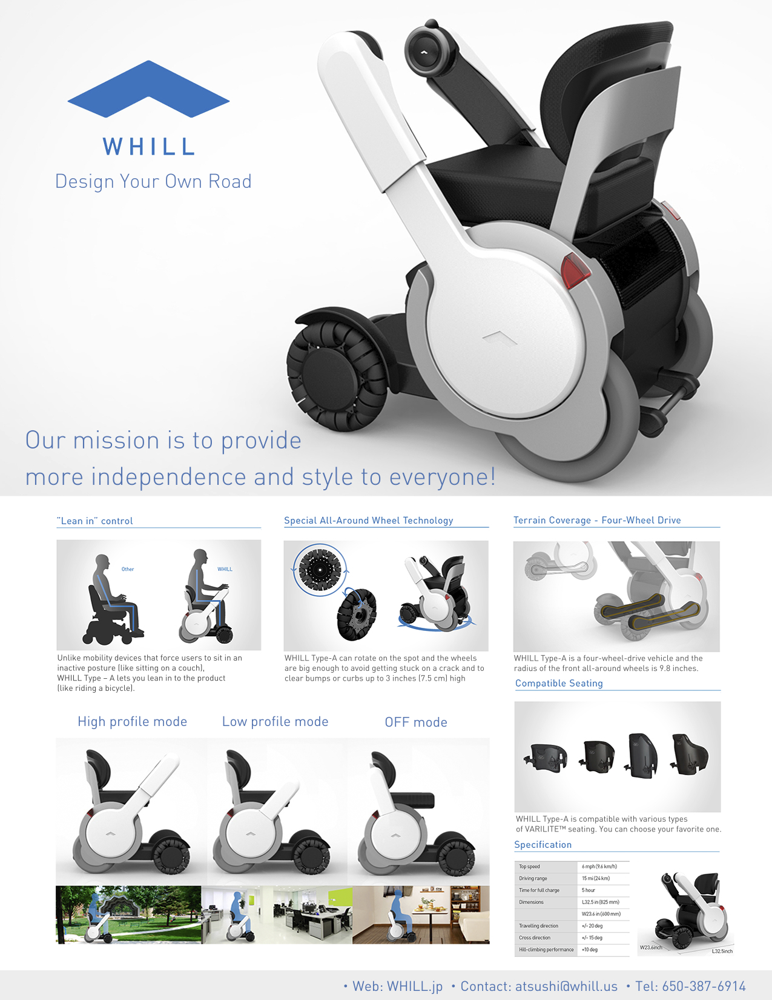 WHILL
Design Your Own Road
Our mission is to provide
more independence and style to everyone!
"Lean in" control
Other
WHILL
Unlike mobility devices that force users to sit in an
inactive posture (like sitting on a couch),
WHILL Type – A lets you lean in to the product
(like riding a bicycle).
Special All-Around Wheel Technology
WHILL Type-A can rotate on the spot and the wheels
are big enough to avoid getting stuck on a crack and to
clear bumps or curbs up to 3 inches (7.5 cm) high
Terrain Coverage - Four-Wheel Drive
WHILL Type-A is a four-wheel-drive vehicle and the
radius of the front all-around wheels is 9.8 inches.
High profile mode
Low profile mode
OFF mode
Compatible Seating
WHILL Type-A is compatible with various types
of VARILITE™ seating. You can choose your favorite one.
Specification
Top speed 6 mph (9.6 km/h)
Driving range 15 mi (24 km)
Time for full charge 5 hour
Dimensions L32.5 in (825 mm)
W23.6 in (600 mm)
Travelling direction +/- 20 deg
Cross direction +/- 15 deg
Hill-climbing performance +10 deg
W23.6inch
L32.5inch
• Web: WHILL.jp • Contact: atsushi@whill.us • Tel: 650-387-6914